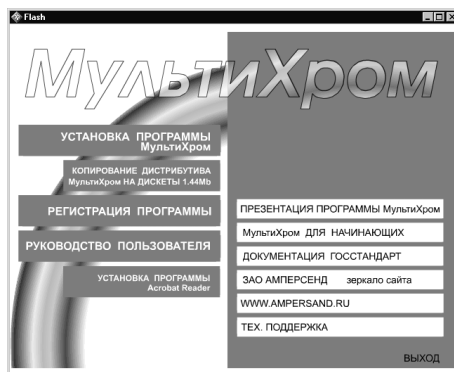 Flash
МультиХром
УСТАНОВКА ПРОГРАММЫ
МультиХром
КОПИРОВАНИЕ ДИСТРИБУТИВА
МультиХром НА ДИСКЕТЫ 1.44Mb
РЕГИСТРАЦИЯ ПРОГРАММЫ
РУКОВОДСТВО ПОЛЬЗОВАТЕЛЯ
УСТАНОВКА ПРОГРАММЫ
Acrobat Reader
ПРЕЗЕНТАЦИЯ ПРОГРАММЫ МультиХром
МультиХром ДЛЯ НАЧИНАЮЩИХ
ДОКУМЕНТАЦИЯ ГОССТАНДАРТ
ЗАО АМПЕРСЕНД зеркало сайта
WWW.AMPERSAND.RU
ТЕХ. ПОДДЕРЖКА
ВЫХОД